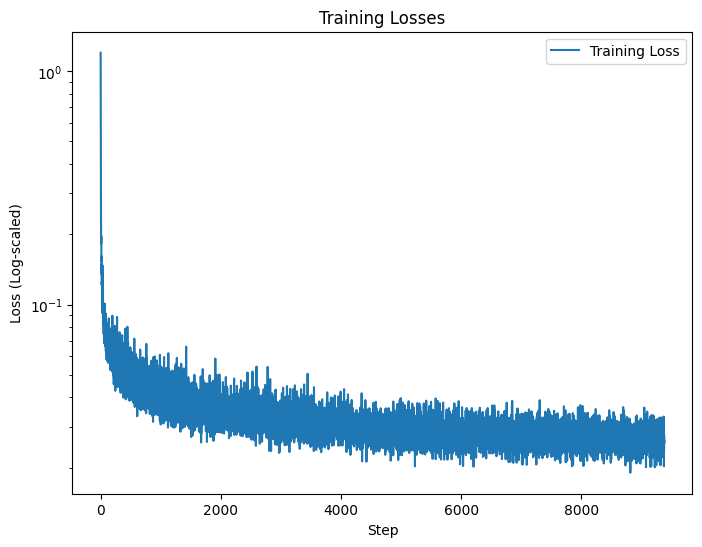 Training Losses
Training Loss
Loss (Log-scaled)
10⁰
10⁻¹
0 2000 4000 6000 8000
Step